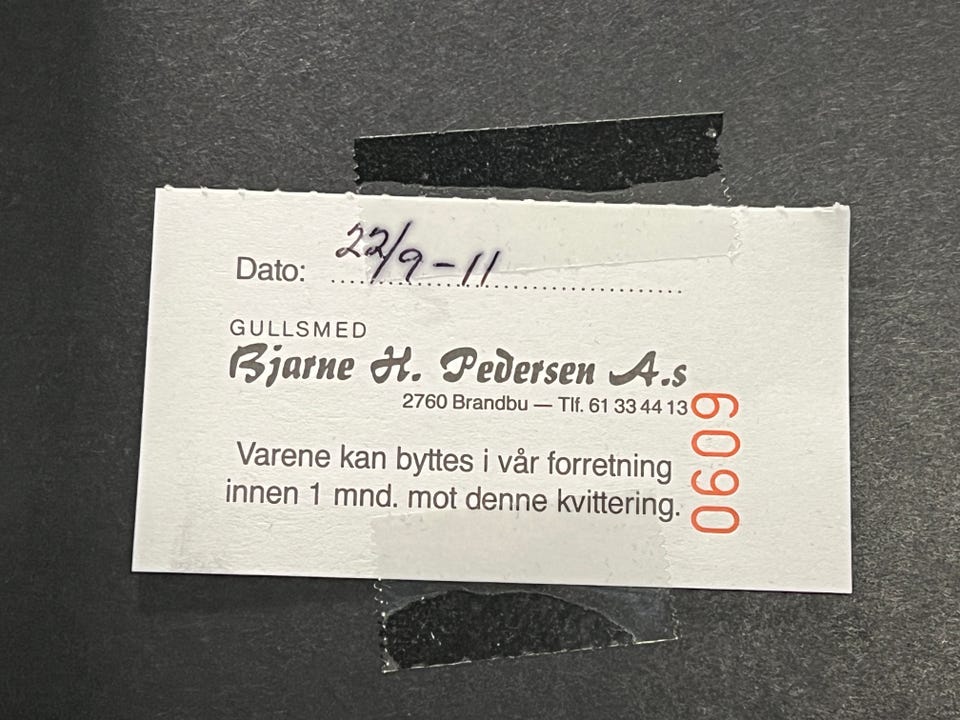 Dato: 22/9-11
GULLSMED
Bjarne H. Pedersen A.s
2760 Brandbu — Tlf. 61 33 44 13
Varene kan byttes i vår forretning
innen 1 mnd. mot denne kvittering.
0609